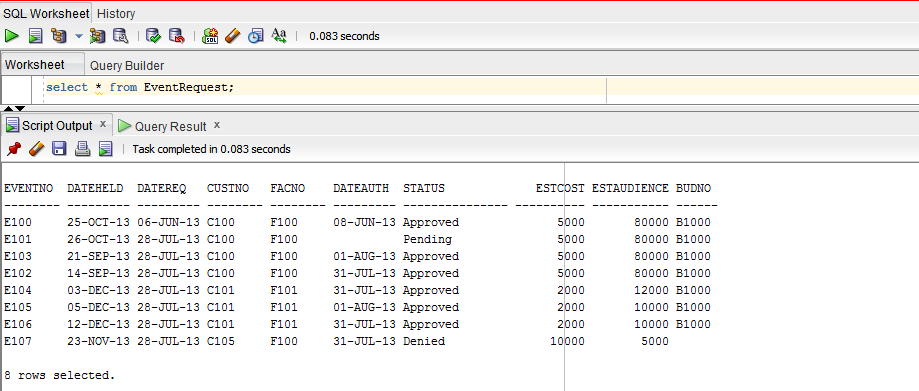 SQL Worksheet History
0.083 seconds
Worksheet Query Builder
select * from EventRequest;
Script Output x Query Result x
Task completed in 0.083 seconds
EVENTNO DATEHELD DATEREQ CUSTNO FACNO DATEAUTH STATUS ESTCOST ESTAUDIENCE BUDNO
------- --------- --------- -------- -------- --------- -------------------- ---------- ----------- ------
E100 25-OCT-13 06-JUN-13 C100 F100 08-JUN-13 Approved 5000 80000 B1000
E101 26-OCT-13 28-JUL-13 C100 F100 Pending 5000 80000 B1000
E103 21-SEP-13 28-JUL-13 C100 F100 01-AUG-13 Approved 5000 80000 B1000
E102 14-SEP-13 28-JUL-13 C100 F100 31-JUL-13 Approved 5000 80000 B1000
E104 03-DEC-13 28-JUL-13 C101 F101 31-JUL-13 Approved 2000 12000 B1000
E105 05-DEC-13 28-JUL-13 C101 F101 01-AUG-13 Approved 2000 10000 B1000
E106 12-DEC-13 28-JUL-13 C101 F101 31-JUL-13 Approved 2000 10000 B1000
E107 23-NOV-13 28-JUL-13 C105 F100 31-JUL-13 Denied 10000 5000
8 rows selected.